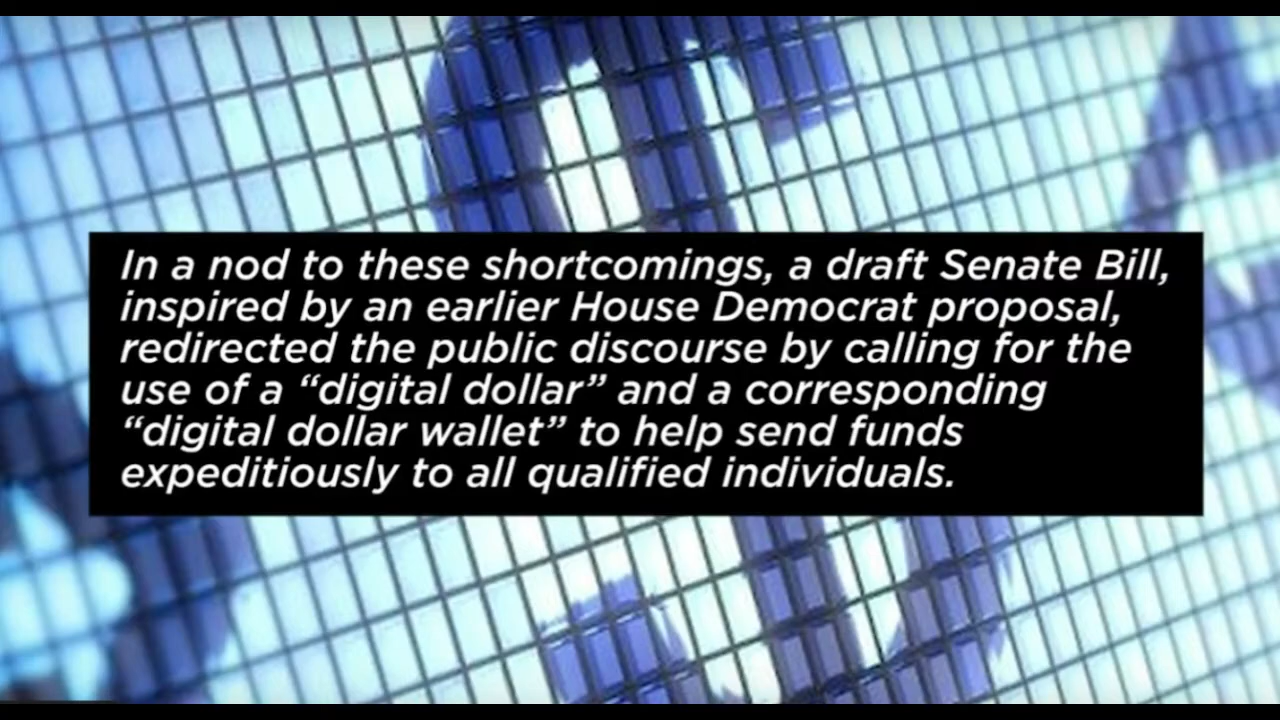 In a nod to these shortcomings, a draft Senate Bill,
inspired by an earlier House Democrat proposal,
redirected the public discourse by calling for the
use of a “digital dollar” and a corresponding
“digital dollar wallet” to help send funds
expeditiously to all qualified individuals.